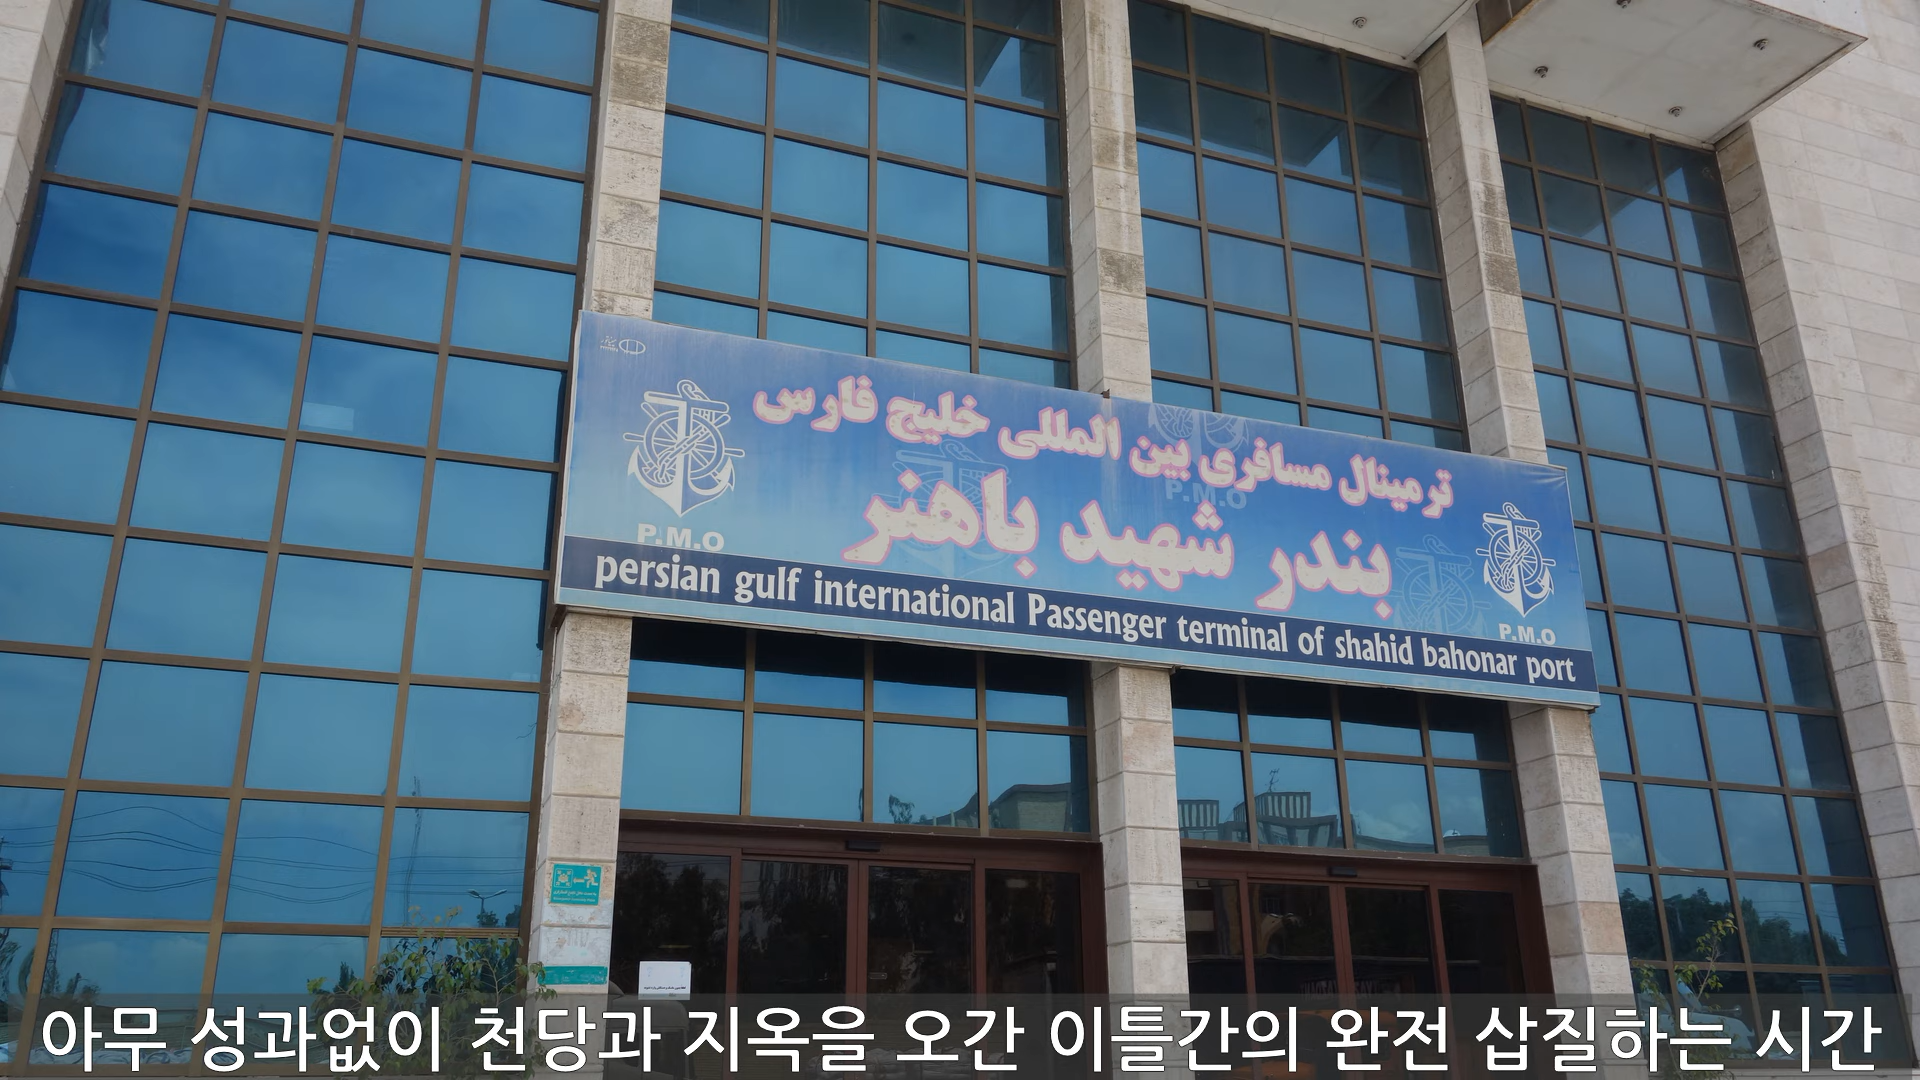 ترمینال مسافری بین المللی خلیج فارس
بندر شهید باهنر
P.M.O
P.M.O
P.M.O
persian gulf international Passenger terminal of shahid bahonar port
아무 성과없이 천당과 지옥을 오간 이틀간의 완전 삽질하는 시간